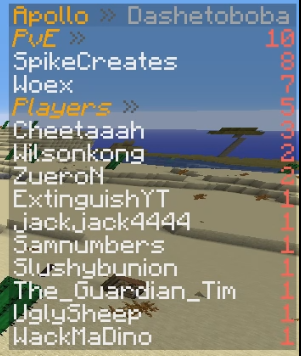 Apollo » Dashetoboba
PvE » 10
SpikeCreates 8
Woex 7
Players » 5
Cheetaaah 3
Wilsonkong 2
ZueroN 2
ExtinguishYT 1
jackjack4444 1
Samnumbers 1
Slushybunion 1
The_Guardian_Tim 1
UglySheep 1
WackMaDino 1